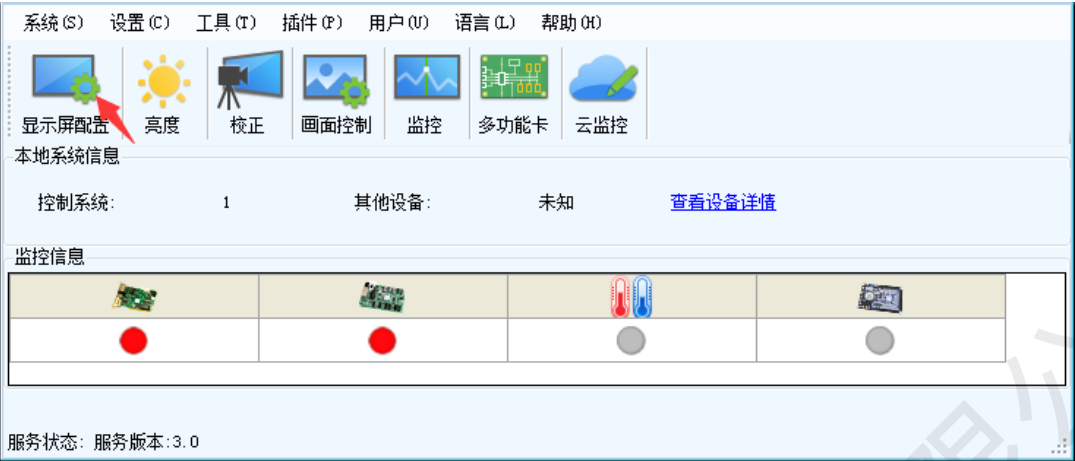 系统(S) 设置(C) 工具(T) 插件(P) 用户(U) 语言(L) 帮助(H)
显示屏配置 亮度 校正 画面控制 监控 多功能卡 云监控
本地系统信息
控制系统: 1 其他设备: 未知 查看设备详情
监控信息
服务状态: 服务版本:3.0
限公